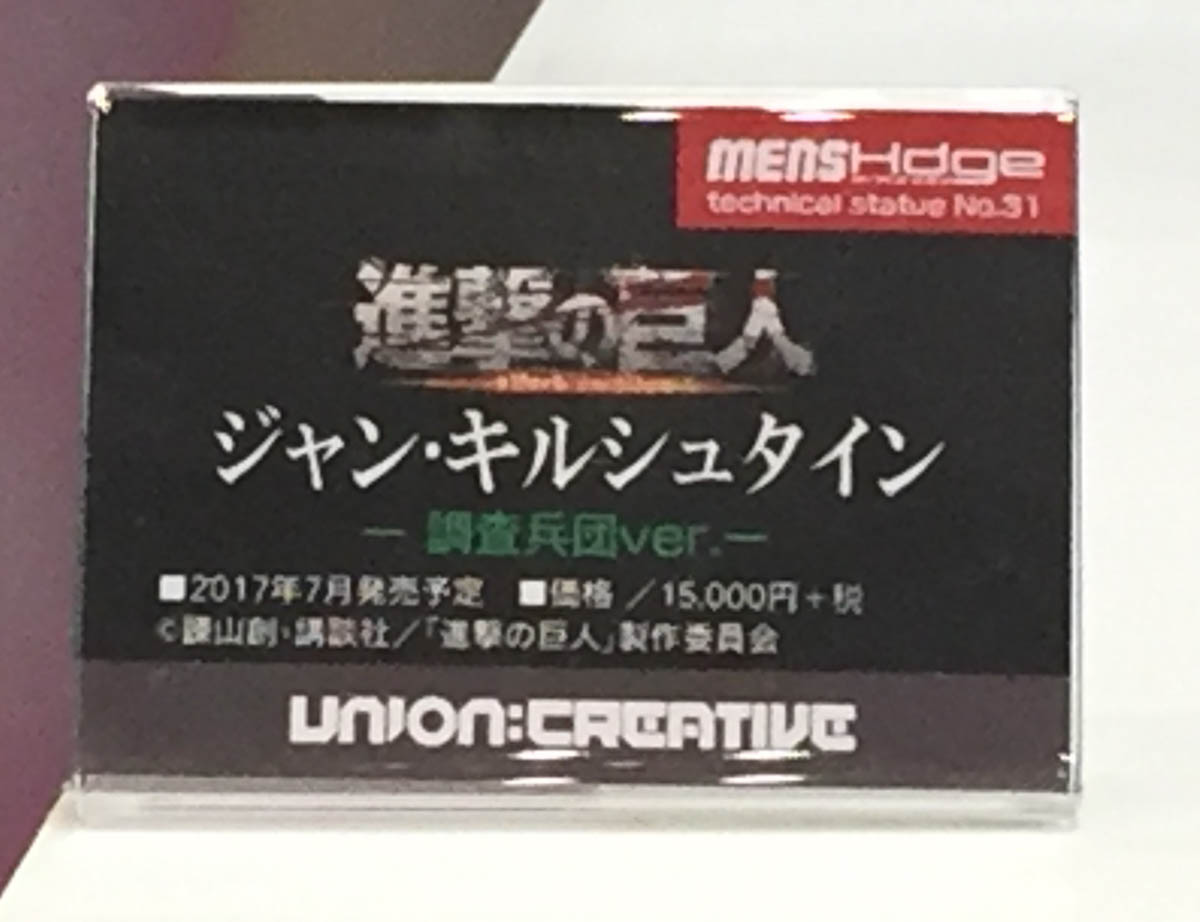 MENS Hdge
technical statue No.31
進撃の巨人
ジャン・キルシュタイン
― 調査兵団ver.―
■2017年7月発売予定　■価格／15,000円+税
©諫山創・講談社／「進撃の巨人」製作委員会
UNION:CREATIVE